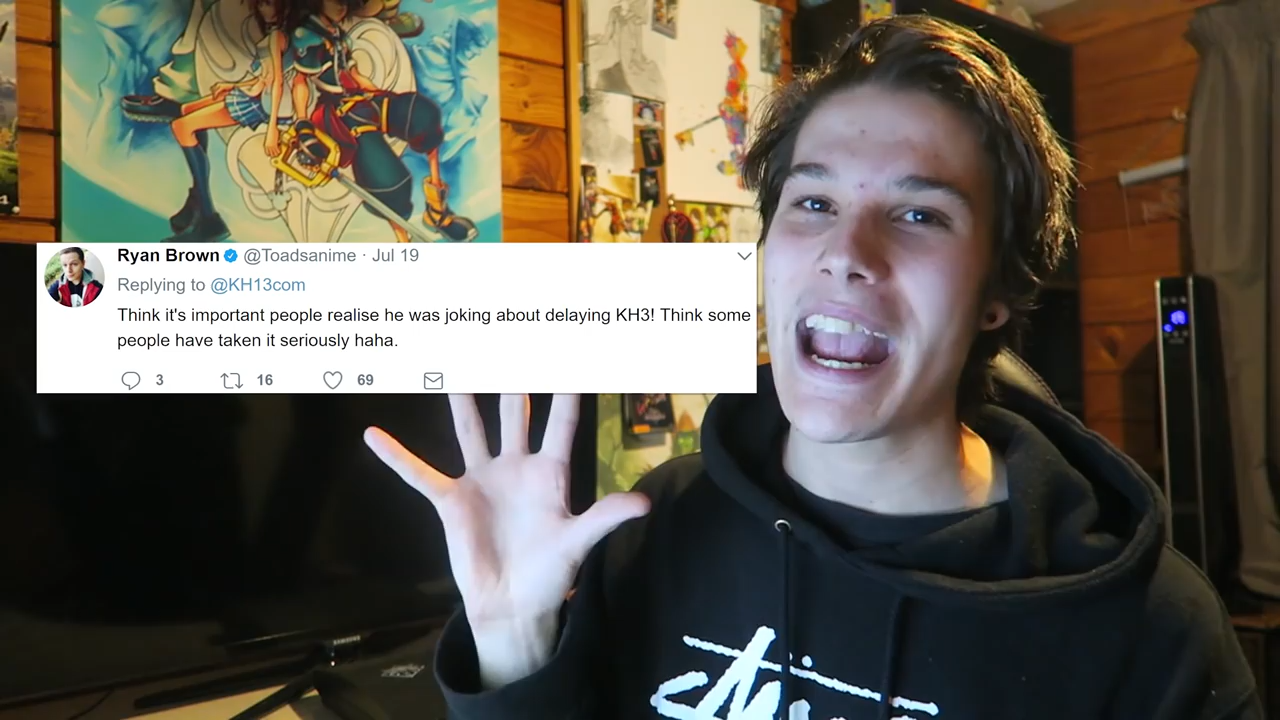 Ryan Brown @Toadsanime · Jul 19
Replying to @KH13com
Think it's important people realise he was joking about delaying KH3! Think some
people have taken it seriously haha.
3 16 69
SAMSUNG